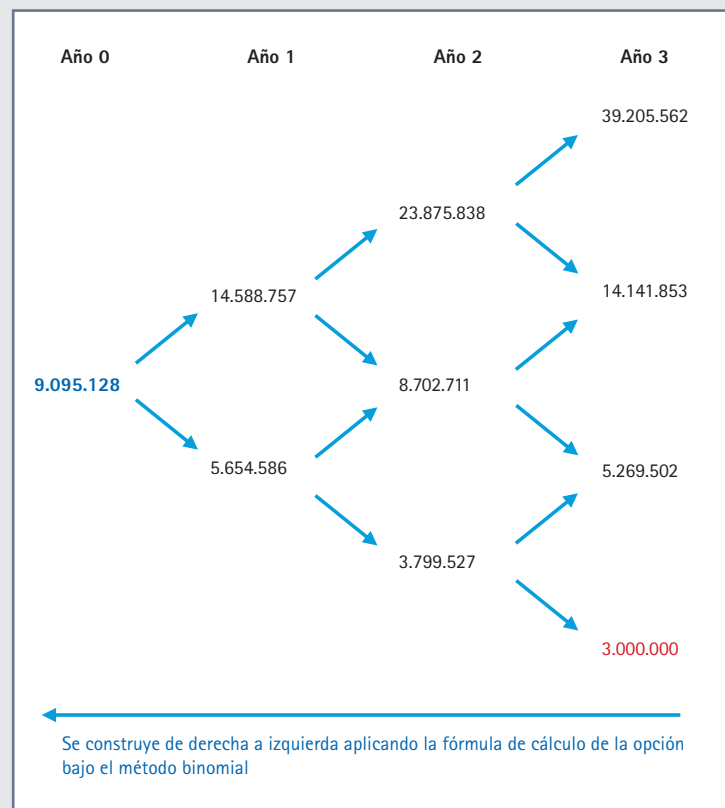 Año 0 Año 1 Año 2 Año 3
39.205.562
23.875.838
14.588.757 14.141.853
9.095.128 8.702.711
5.654.586 5.269.502
3.799.527
3.000.000
Se construye de derecha a izquierda aplicando la fórmula de cálculo de la opción
bajo el método binomial